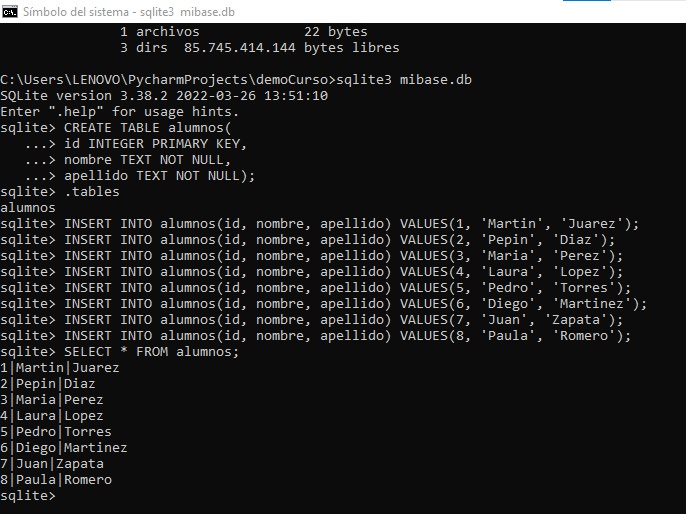 Símbolo del sistema - sqlite3  mibase.db
1 archivos             22 bytes
3 dirs  85.745.414.144 bytes libres
C:\Users\LENOVO\PycharmProjects\demoCurso>sqlite3 mibase.db
SQLite version 3.38.2 2022-03-26 13:51:10
Enter ".help" for usage hints.
sqlite> CREATE TABLE alumnos(
   ...> id INTEGER PRIMARY KEY,
   ...> nombre TEXT NOT NULL,
   ...> apellido TEXT NOT NULL);
sqlite> .tables
alumnos
sqlite> INSERT INTO alumnos(id, nombre, apellido) VALUES(1, 'Martin', 'Juarez');
sqlite> INSERT INTO alumnos(id, nombre, apellido) VALUES(2, 'Pepin', 'Diaz');
sqlite> INSERT INTO alumnos(id, nombre, apellido) VALUES(3, 'Maria', 'Perez');
sqlite> INSERT INTO alumnos(id, nombre, apellido) VALUES(4, 'Laura', 'Lopez');
sqlite> INSERT INTO alumnos(id, nombre, apellido) VALUES(5, 'Pedro', 'Torres');
sqlite> INSERT INTO alumnos(id, nombre, apellido) VALUES(6, 'Diego', 'Martinez');
sqlite> INSERT INTO alumnos(id, nombre, apellido) VALUES(7, 'Juan', 'Zapata');
sqlite> INSERT INTO alumnos(id, nombre, apellido) VALUES(8, 'Paula', 'Romero');
sqlite> SELECT * FROM alumnos;
1|Martin|Juarez
2|Pepin|Diaz
3|Maria|Perez
4|Laura|Lopez
5|Pedro|Torres
6|Diego|Martinez
7|Juan|Zapata
8|Paula|Romero
sqlite>